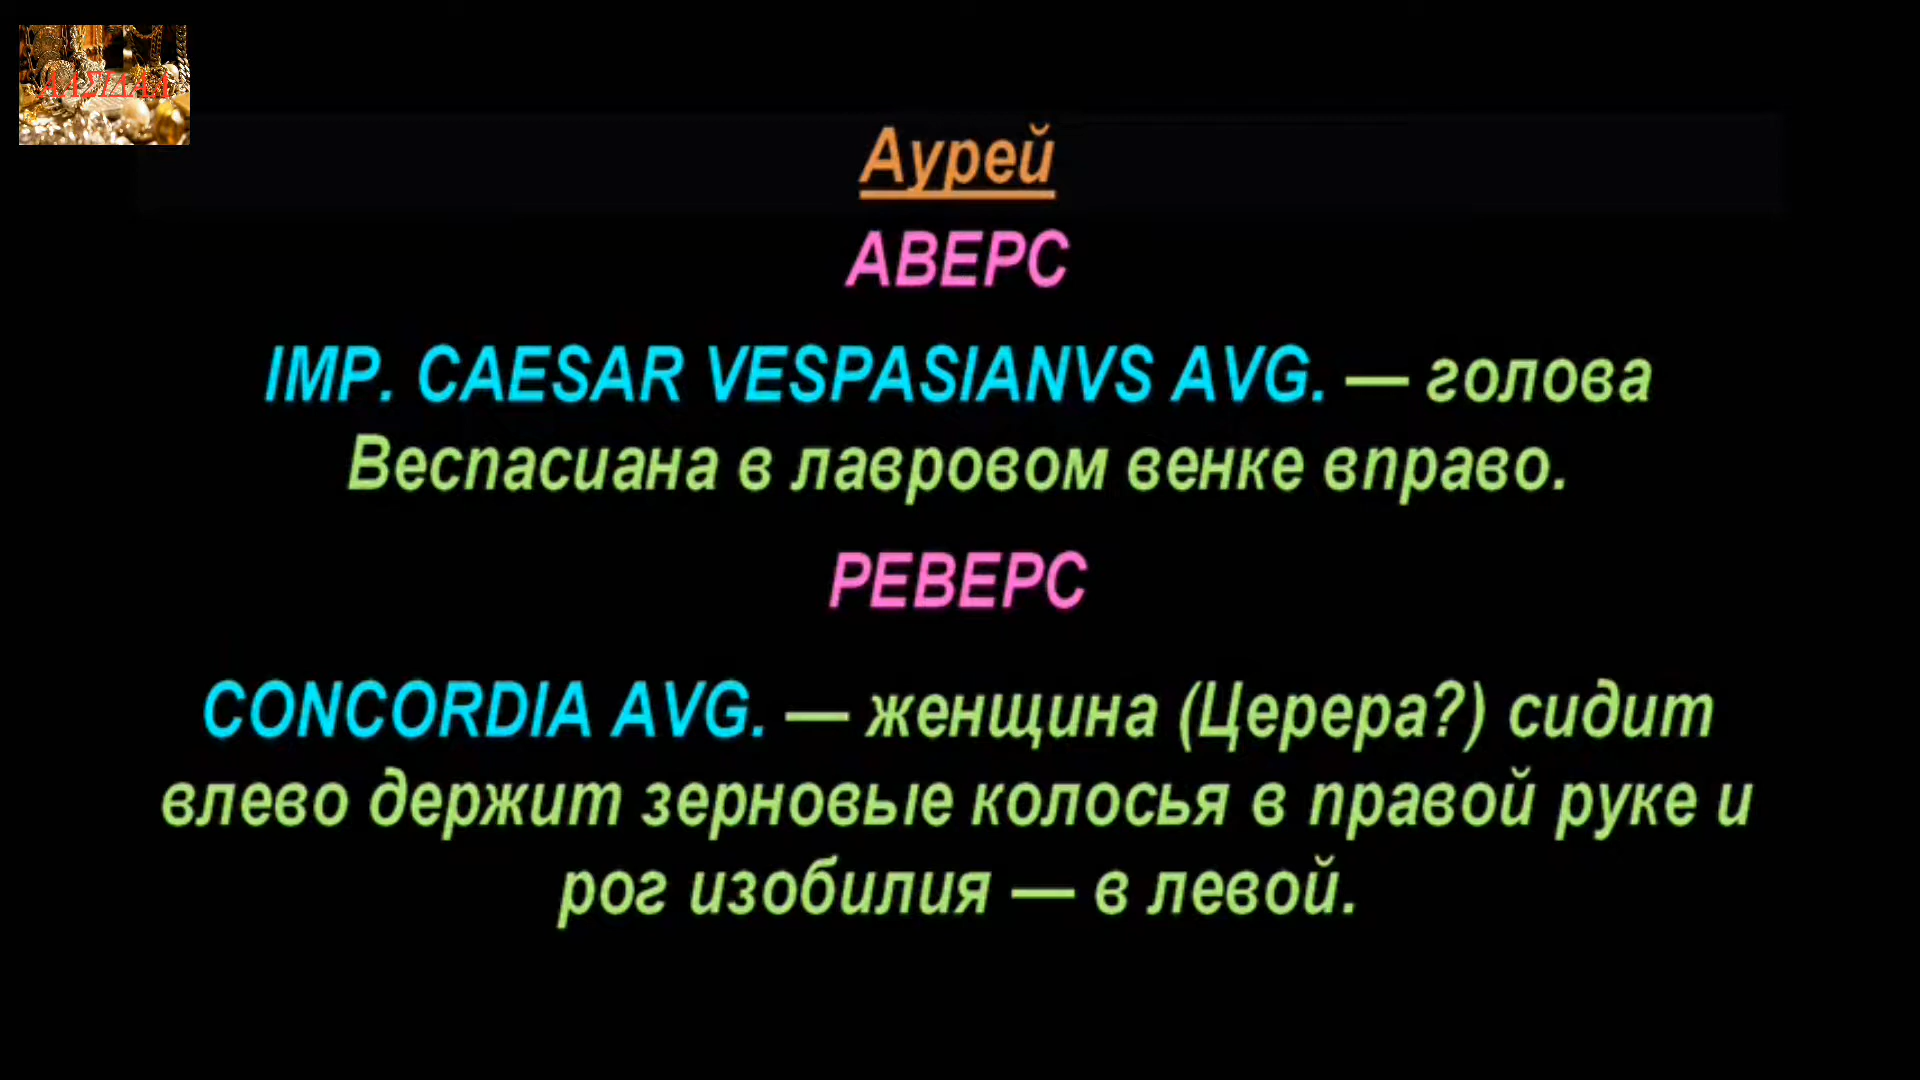 Аурей
АВЕРС
IMP. CAESAR VESPASIANVS AVG. — голова
Веспасиана в лавровом венке вправо.
РЕВЕРС
CONCORDIA AVG. — женщина (Церера?) сидит
влево держит зерновые колосья в правой руке и
рог изобилия — в левой.